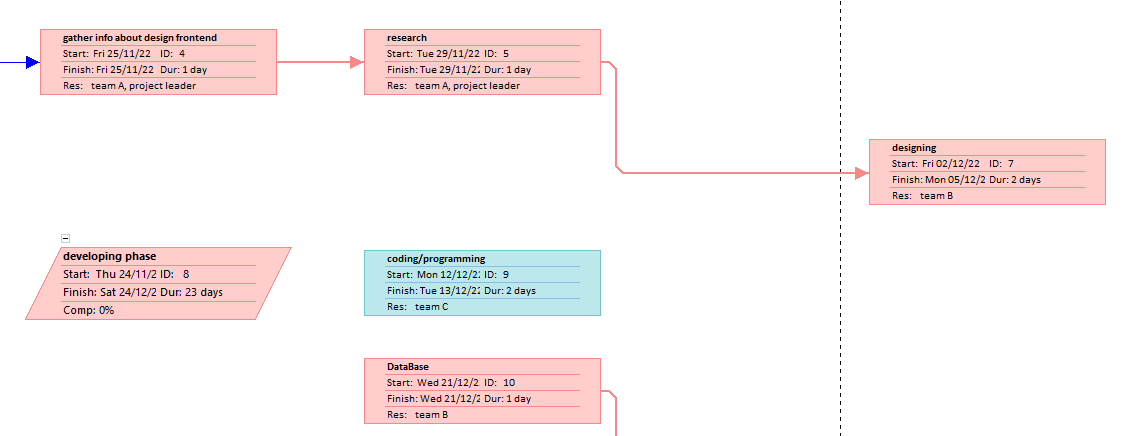 gather info about design frontend
Start: Fri 25/11/22 ID: 4
Finish: Fri 25/11/22 Dur: 1 day
Res: team A, project leader
research
Start: Tue 29/11/22 ID: 5
Finish: Tue 29/11/22 Dur: 1 day
Res: team A, project leader
designing
Start: Fri 02/12/22 ID: 7
Finish: Mon 05/12/2 Dur: 2 days
Res: team B
developing phase
Start: Thu 24/11/2 ID: 8
Finish: Sat 24/12/2 Dur: 23 days
Comp: 0%
coding/programming
Start: Mon 12/12/22 ID: 9
Finish: Tue 13/12/22 Dur: 2 days
Res: team C
DataBase
Start: Wed 21/12/2 ID: 10
Finish: Wed 21/12/2 Dur: 1 day
Res: team B